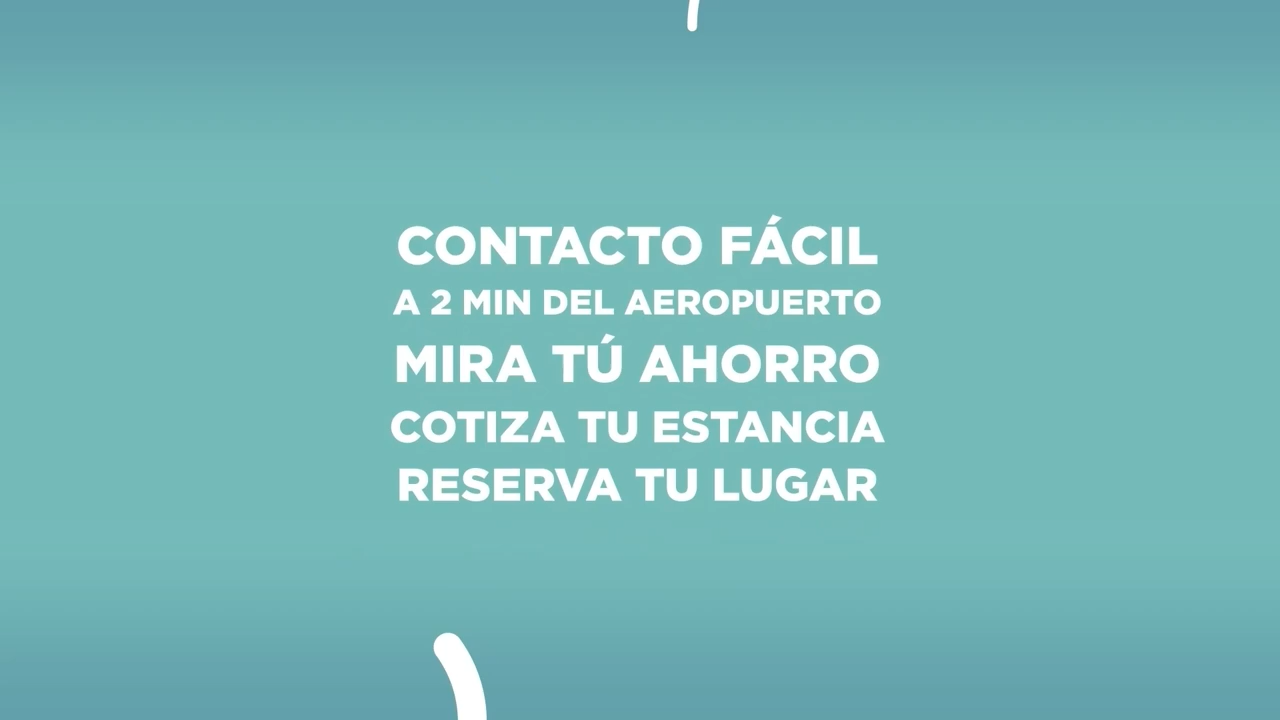 CONTACTO FÁCIL
A 2 MIN DEL AEROPUERTO
MIRA TÚ AHORRO
COTIZA TU ESTANCIA
RESERVA TU LUGAR